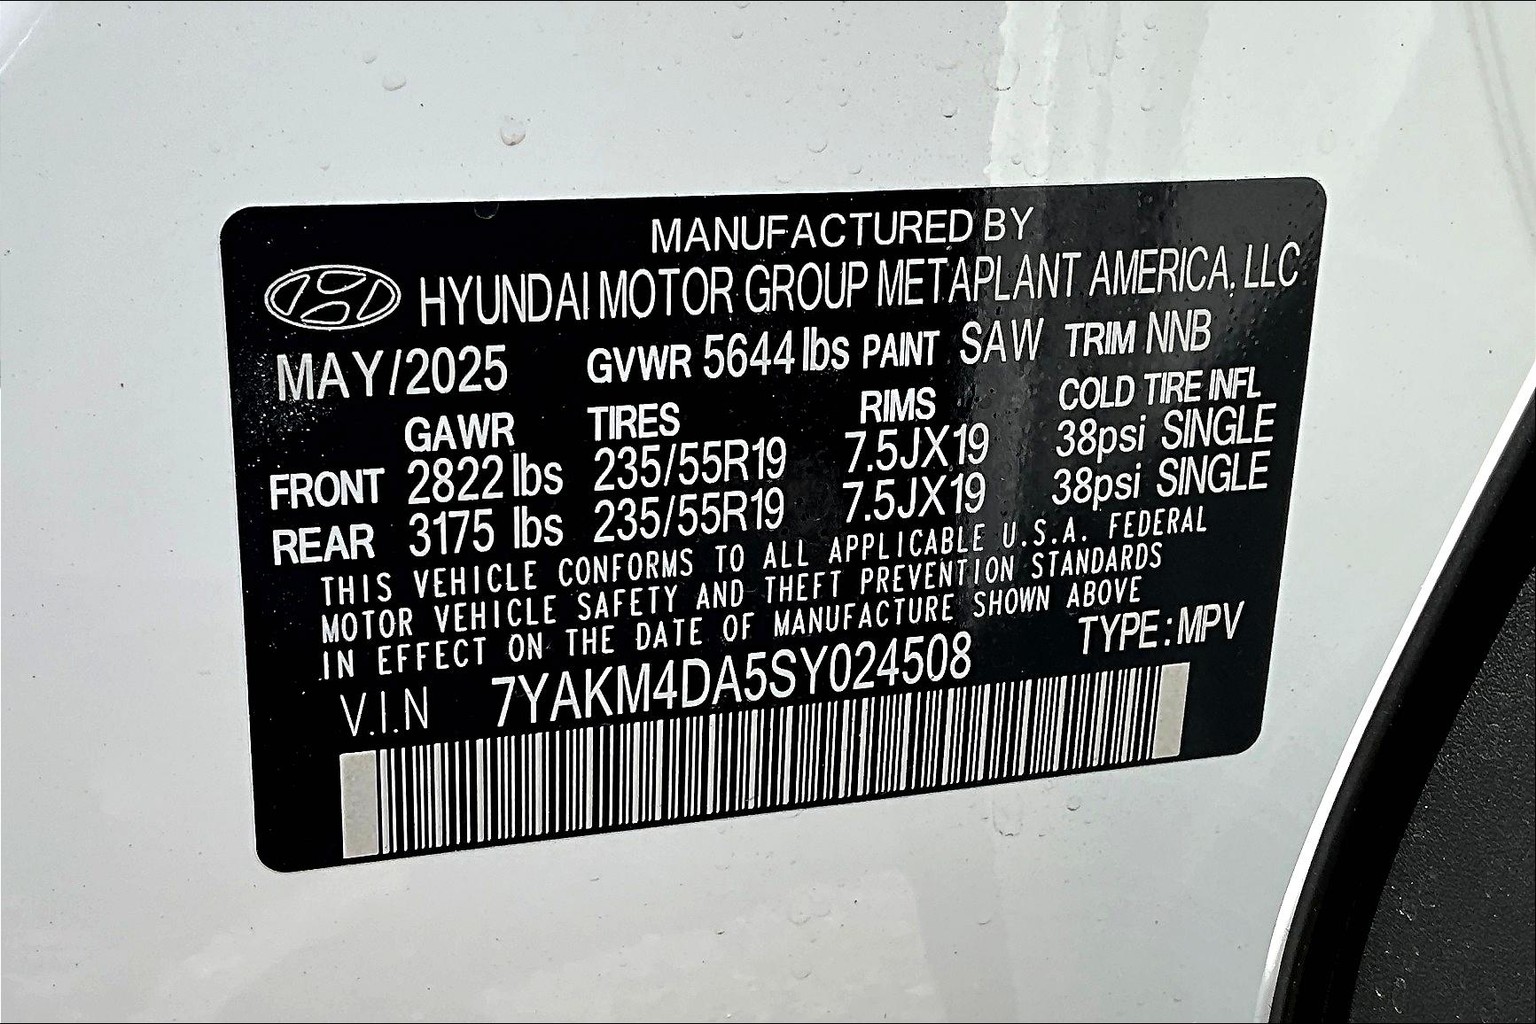 MANUFACTURED BY
HYUNDAI MOTOR GROUP METAPLANT AMERICA, LLC
MAY/2025 GVWR 5644 lbs PAINT SAW TRIM NNB
GAWR TIRES RIMS COLD TIRE INFL
FRONT 2822 lbs 235/55R19 7.5JX19 38psi SINGLE
REAR 3175 lbs 235/55R19 7.5JX19 38psi SINGLE
THIS VEHICLE CONFORMS TO ALL APPLICABLE U.S.A. FEDERAL
MOTOR VEHICLE SAFETY AND THEFT PREVENTION STANDARDS
IN EFFECT ON THE DATE OF MANUFACTURE SHOWN ABOVE
V.I.N 7YAKM4DA5SY024508 TYPE:MPV